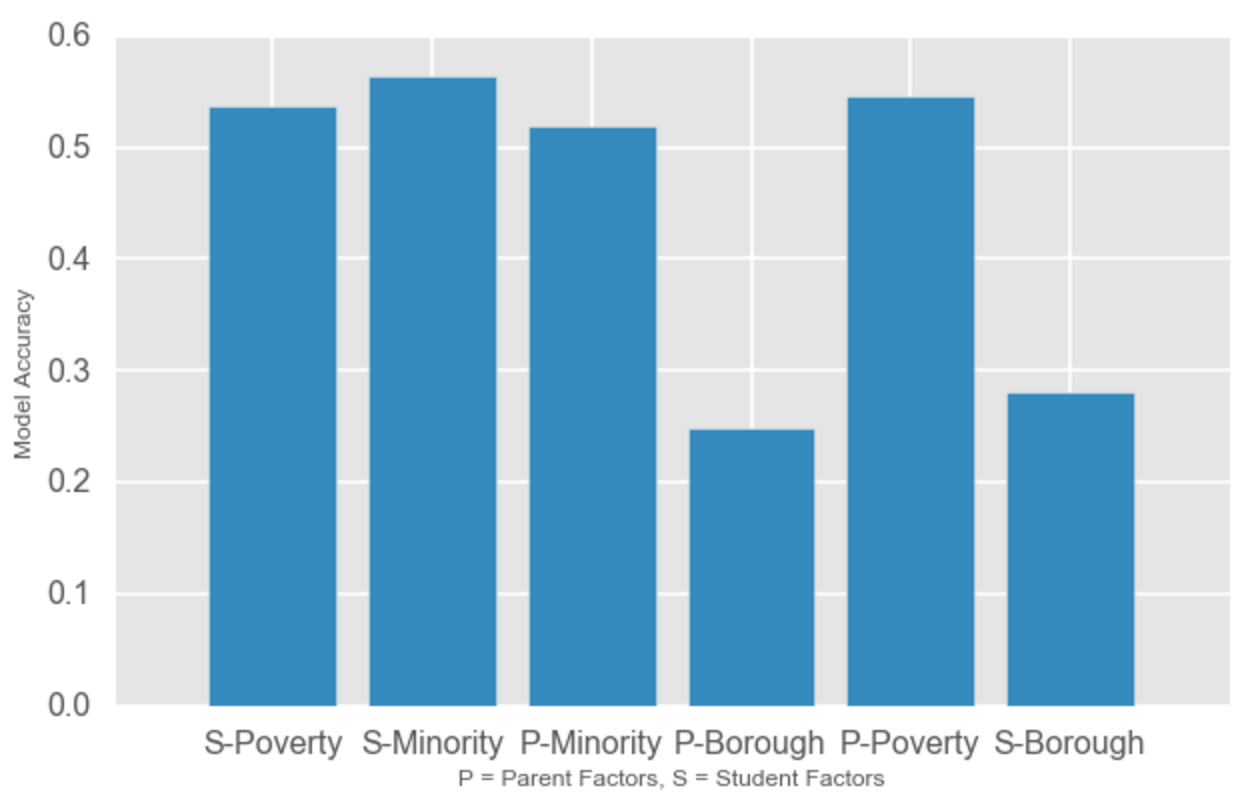 0.6
0.5
0.4
0.3
0.2
0.1
0.0
Model Accuracy
S-Poverty S-Minority P-Minority P-Borough P-Poverty S-Borough
P = Parent Factors, S = Student Factors